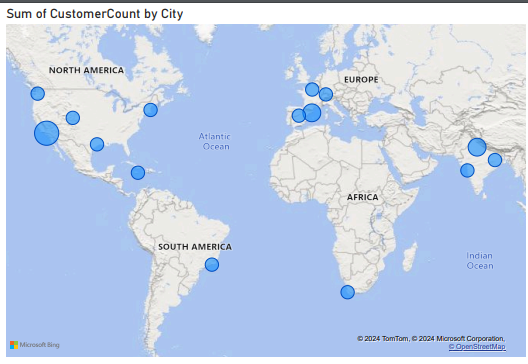 Sum of CustomerCount by City
NORTH AMERICA
EUROPE
Atlantic
Ocean
AFRICA
SOUTH AMERICA
Indian
Ocean
Microsoft Bing
© 2024 TomTom, © 2024 Microsoft Corporation,
© OpenStreetMap